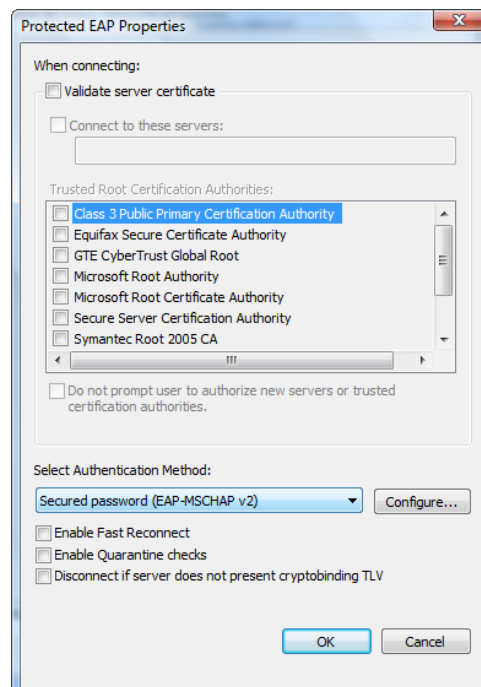 Protected EAP Properties
When connecting:
Validate server certificate
Connect to these servers:
Trusted Root Certification Authorities:
Class 3 Public Primary Certification Authority
Equifax Secure Certificate Authority
GTE CyberTrust Global Root
Microsoft Root Authority
Microsoft Root Certificate Authority
Secure Server Certification Authority
Symantec Root 2005 CA
Do not prompt user to authorize new servers or trusted
certification authorities.
Select Authentication Method:
Secured password (EAP-MSCHAP v2)
Configure...
Enable Fast Reconnect
Enable Quarantine checks
Disconnect if server does not present cryptobinding TLV
OK Cancel